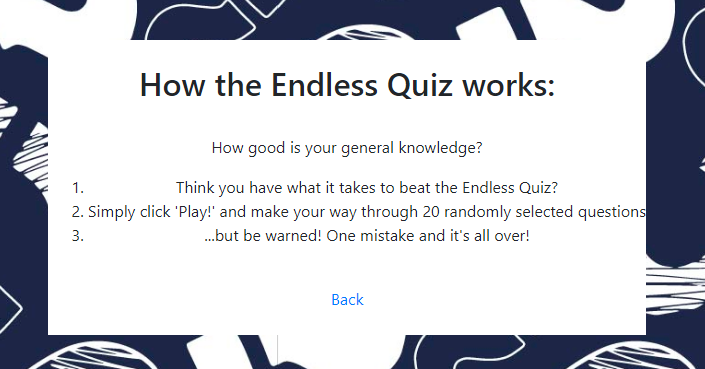 How the Endless Quiz works:
How good is your general knowledge?
1. Think you have what it takes to beat the Endless Quiz?
2. Simply click 'Play!' and make your way through 20 randomly selected questions
3. ...but be warned! One mistake and it's all over!
Back